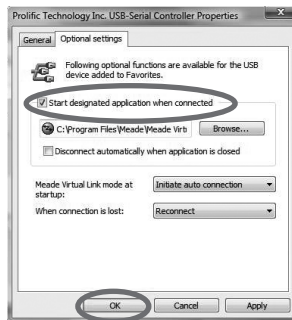 Prolific Technology Inc. USB-Serial Controller Properties
General
Optional settings
Following optional functions are available for the USB
device added to Favorites.
Start designated application when connected
C:\Program Files\Meade\Meade Virt
Browse...
Disconnect automatically when application is closed
Meade Virtual Link mode at
startup:
Initiate auto connection
When connection is lost:
Reconnect
OK
Cancel
Apply